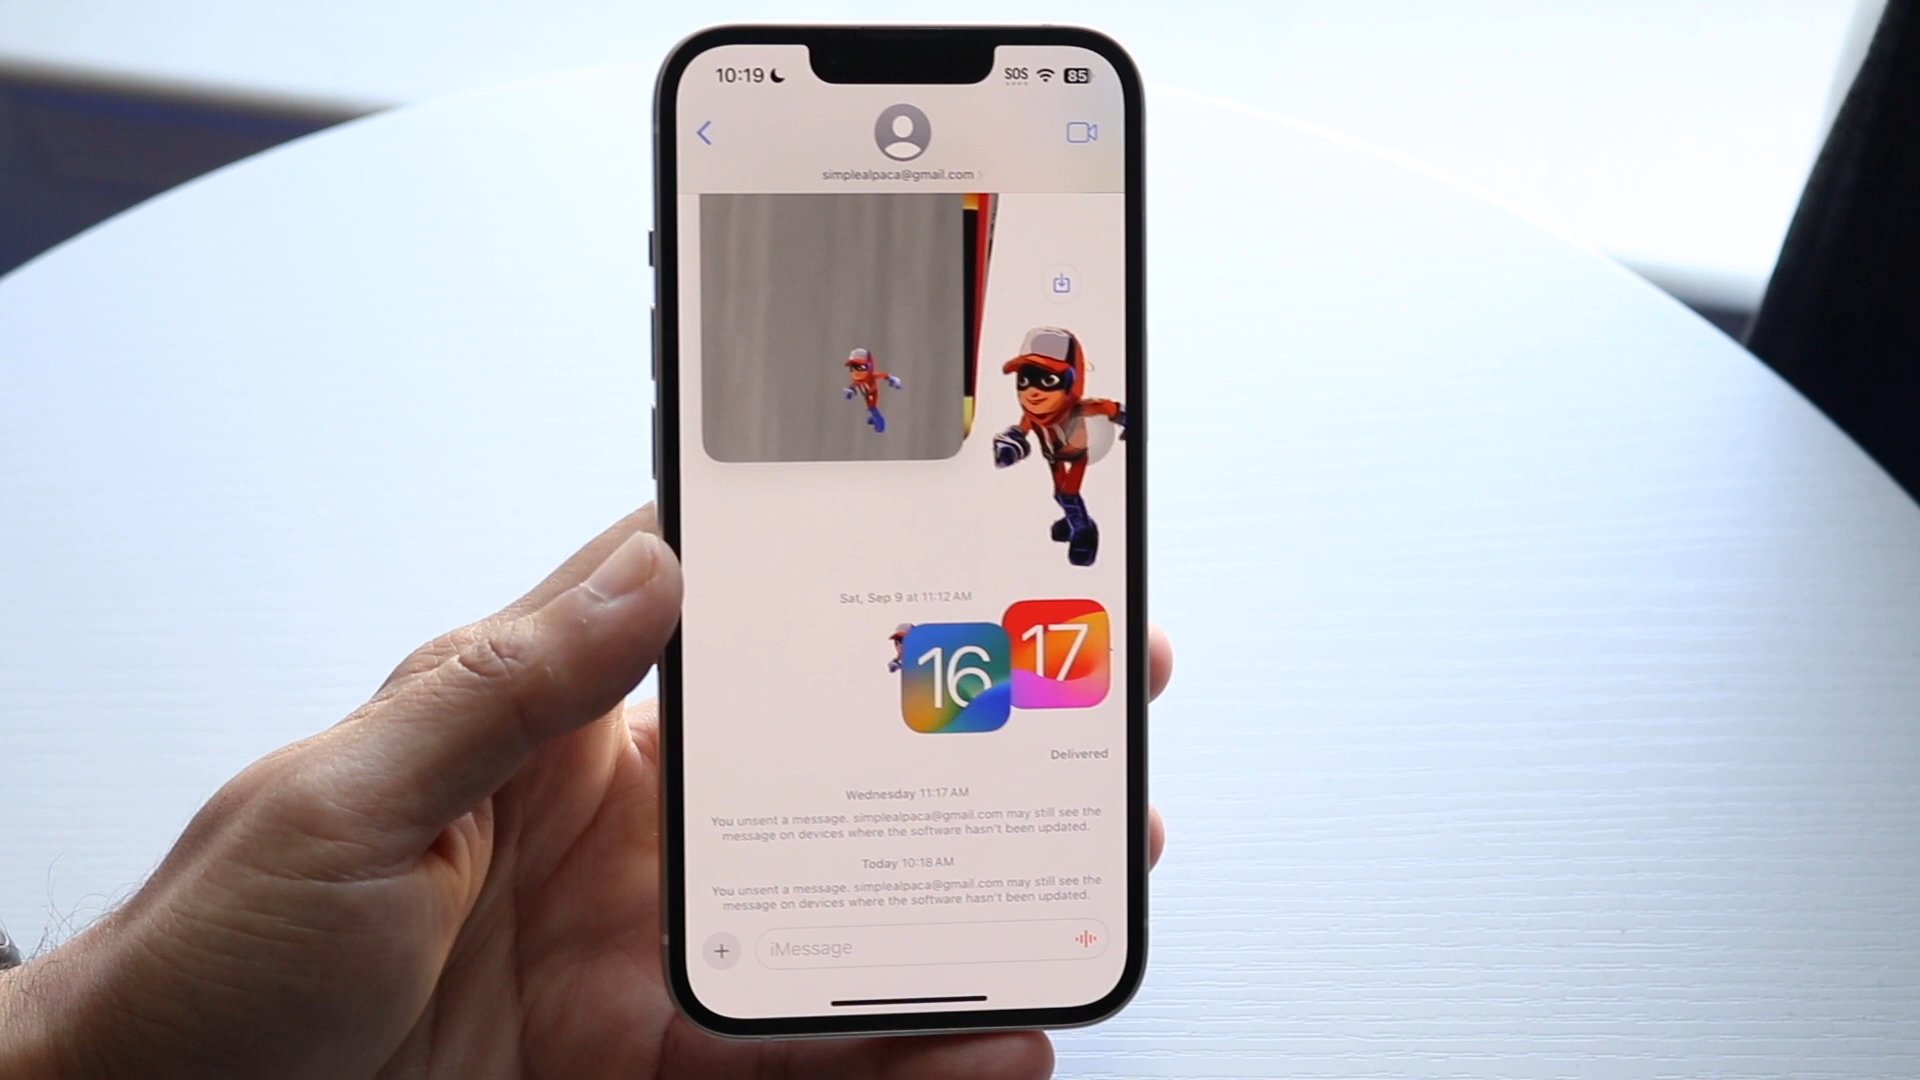 10:19
SOS
85
simplealpaca@gmail.com
Sat, Sep 9 at 11:12 AM
16
17
Delivered
Wednesday 11:17 AM
You unsent a message. simplealpaca@gmail.com may still see the
message on devices where the software hasn't been updated.
Today 10:18 AM
You unsent a message. simplealpaca@gmail.com may still see the
message on devices where the software hasn't been updated.
iMessage